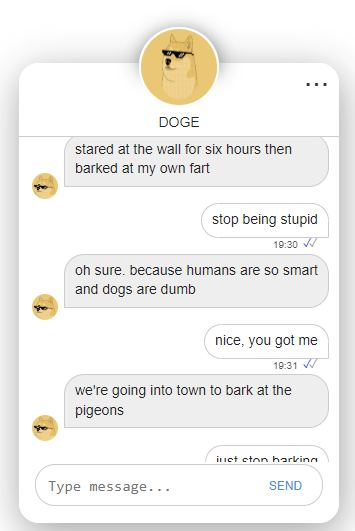 DOGE
stared at the wall for six hours then
barked at my own fart
stop being stupid
19:30
oh sure. because humans are so smart
and dogs are dumb
nice, you got me
19:31
we're going into town to bark at the
pigeons
just stop barking
Type message...
SEND